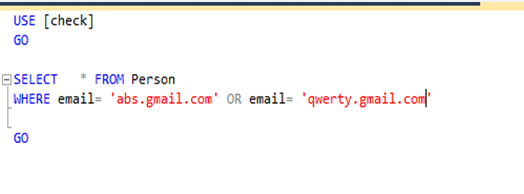 USE [check]
GO
SELECT * FROM Person
WHERE email= 'abs.gmail.com' OR email= 'qwerty.gmail.com'
GO